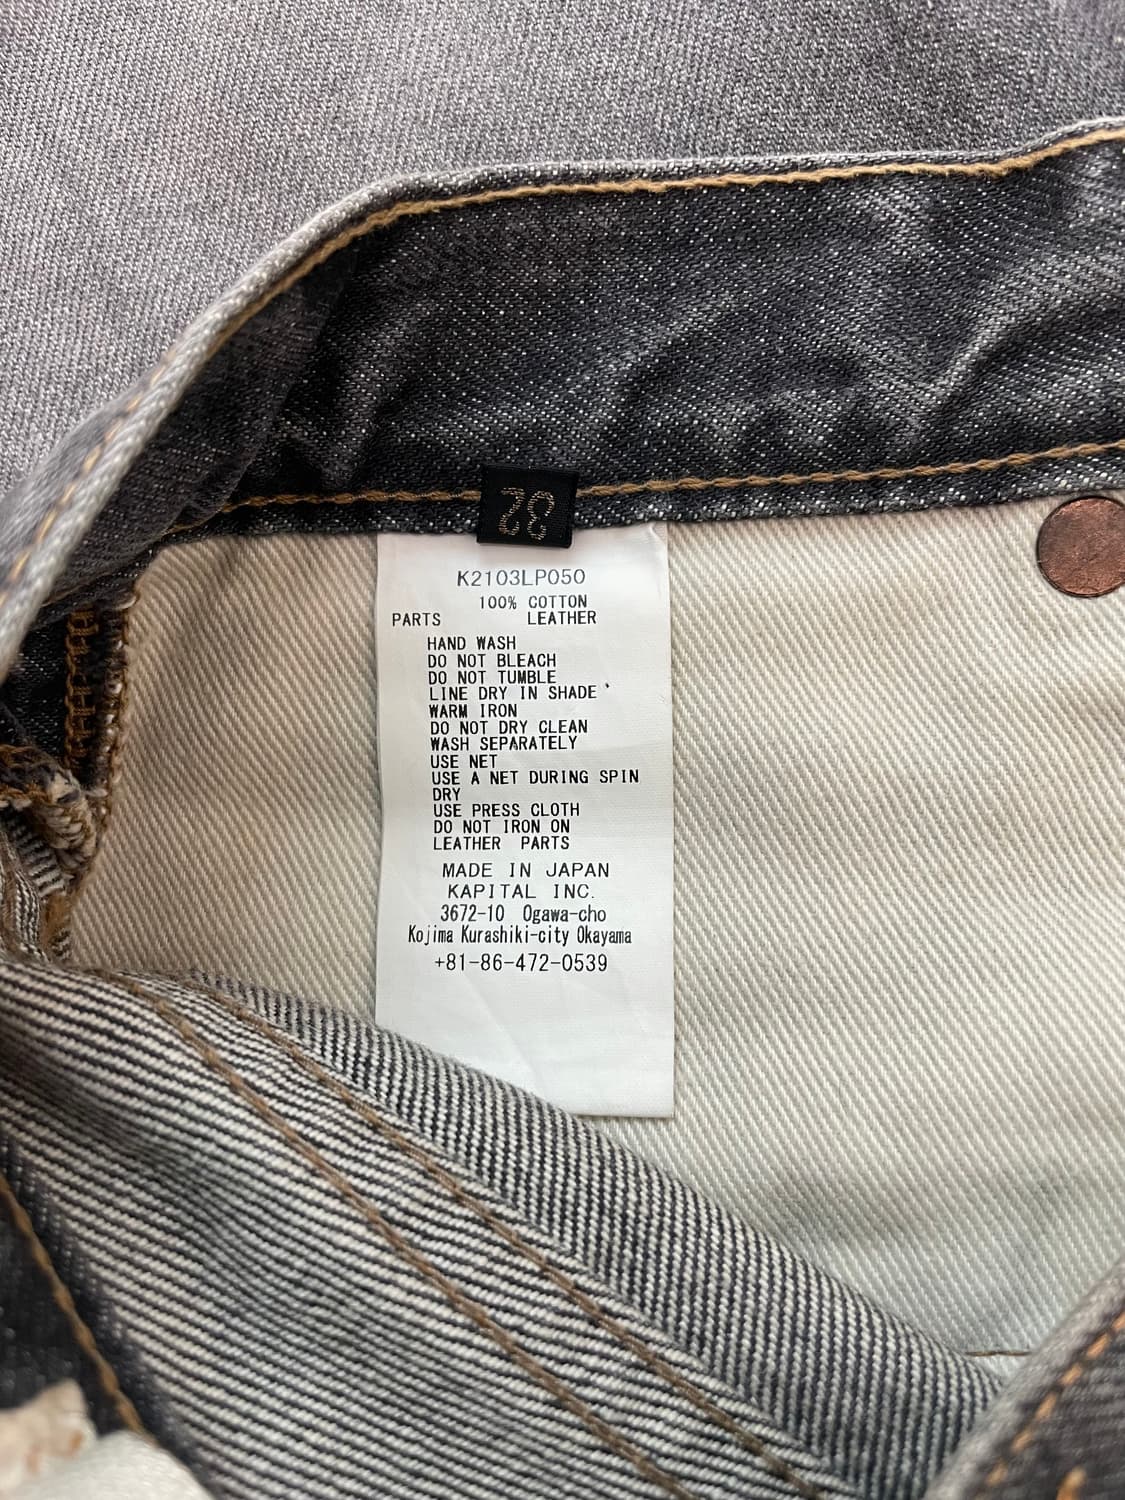 32
K2103LP050
100% COTTON
PARTS LEATHER
HAND WASH
DO NOT BLEACH
DO NOT TUMBLE
LINE DRY IN SHADE
WARM IRON
DO NOT DRY CLEAN
WASH SEPARATELY
USE NET
USE A NET DURING SPIN
DRY
USE PRESS CLOTH
DO NOT IRON ON
LEATHER PARTS
MADE IN JAPAN
KAPITAL INC.
3672-10 Ogawa-cho
Kojima Kurashiki-city Okayama
+81-86-472-0539